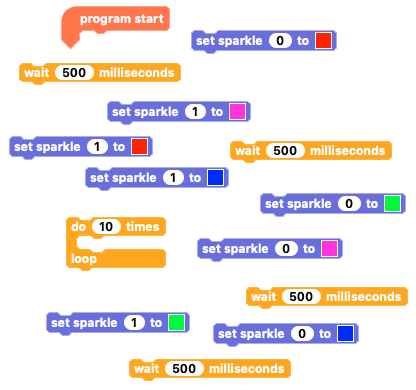 program start
set sparkle 0 to
wait 500 milliseconds
set sparkle 1 to
set sparkle 1 to
wait 500 milliseconds
set sparkle 1 to
set sparkle 0 to
do 10 times
set sparkle 0 to
loop
wait 500 milliseconds
set sparkle 1 to
set sparkle 0 to
wait 500 milliseconds